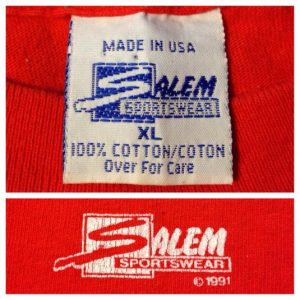 MADE IN USA
SALEM
SPORTSWEAR
XL
100% COTTON/COTON
Over For Care
SALEM
SPORTSWEAR
© 1991